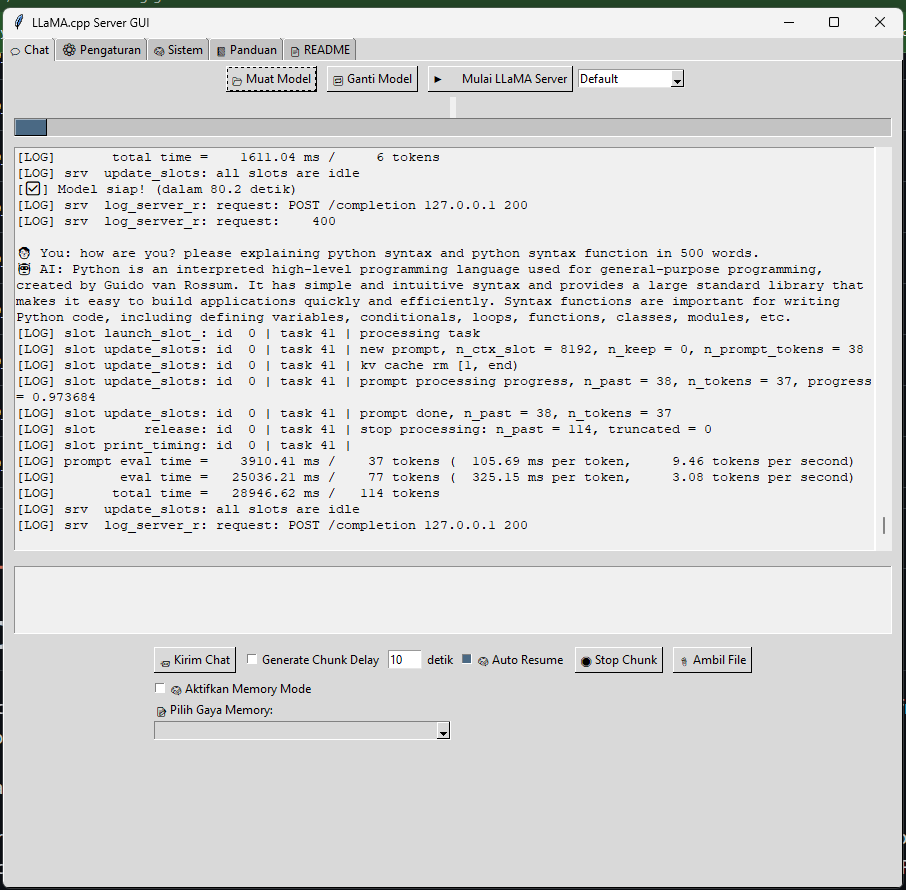 LLaMA.cpp Server GUI
Chat Pengaturan Sistem Panduan README
Muat Model Ganti Model Mulai LLaMA Server Default
[LOG]       total time =    1611.04 ms /     6 tokens
[LOG] srv  update_slots: all slots are idle
[☑] Model siap! (dalam 80.2 detik)
[LOG] srv  log_server_r: request: POST /completion 127.0.0.1 200
[LOG] srv  log_server_r: request:    400
You: how are you? please explaining python syntax and python syntax function in 500 words.
AI: Python is an interpreted high-level programming language used for general-purpose programming,
created by Guido van Rossum. It has simple and intuitive syntax and provides a large standard library that
makes it easy to build applications quickly and efficiently. Syntax functions are important for writing
Python code, including defining variables, conditionals, loops, functions, classes, modules, etc.
[LOG] slot launch_slot_: id  0 | task 41 | processing task
[LOG] slot update_slots: id  0 | task 41 | new prompt, n_ctx_slot = 8192, n_keep = 0, n_prompt_tokens = 38
[LOG] slot update_slots: id  0 | task 41 | kv cache rm [1, end)
[LOG] slot update_slots: id  0 | task 41 | prompt processing progress, n_past = 38, n_tokens = 37, progress
= 0.973684
[LOG] slot update_slots: id  0 | task 41 | prompt done, n_past = 38, n_tokens = 37
[LOG] slot      release: id  0 | task 41 | stop processing: n_past = 114, truncated = 0
[LOG] slot print_timing: id  0 | task 41 |
[LOG] prompt eval time =    3910.41 ms /    37 tokens (  105.69 ms per token,     9.46 tokens per second)
[LOG]        eval time =   25036.21 ms /    77 tokens (  325.15 ms per token,     3.08 tokens per second)
[LOG]       total time =   28946.62 ms /   114 tokens
[LOG] srv  update_slots: all slots are idle
[LOG] srv  log_server_r: request: POST /completion 127.0.0.1 200
Kirim Chat Generate Chunk Delay 10 detik Auto Resume Stop Chunk Ambil File
Aktifkan Memory Mode
Pilih Gaya Memory: